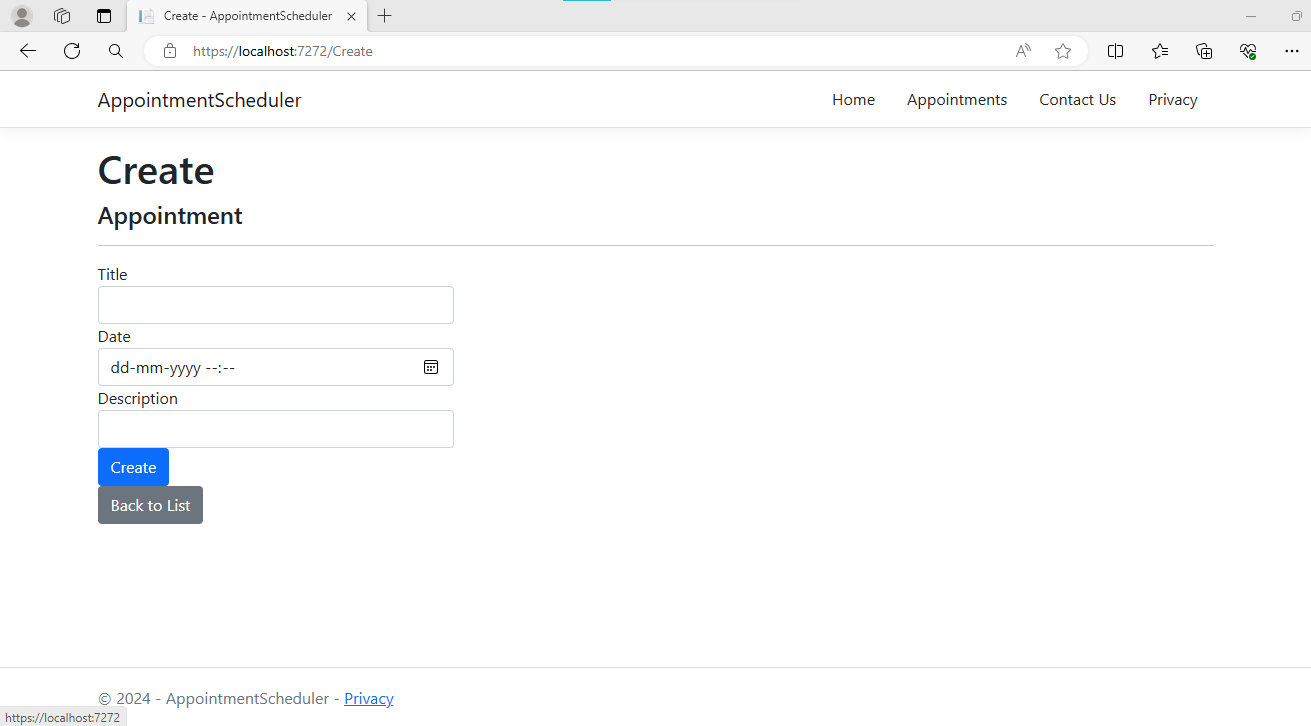 Create - AppointmentScheduler
https://localhost:7272/Create
AppointmentScheduler
Home Appointments Contact Us Privacy
Create
Appointment
Title
Date
dd-mm-yyyy --:--
Description
Create
Back to List
© 2024 - AppointmentScheduler - Privacy
https://localhost:7272